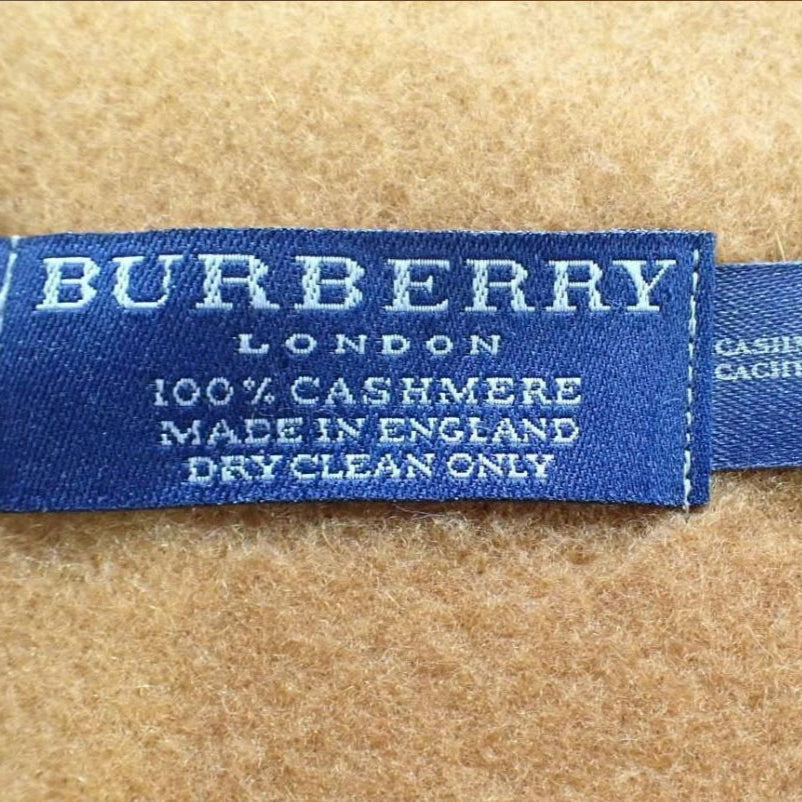 BURBERRY
LONDON
100% CASHMERE
MADE IN ENGLAND
DRY CLEAN ONLY